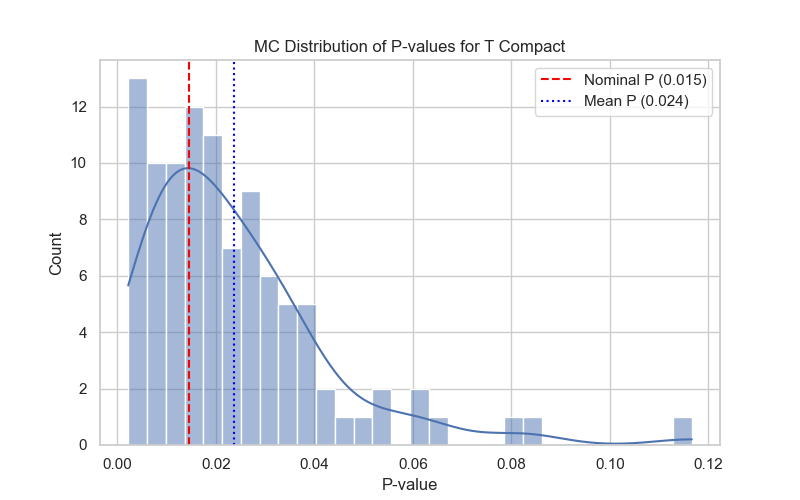 MC Distribution of P-values for T Compact
Nominal P (0.015)
Mean P (0.024)
Count
12
10
8
6
4
2
0
0.00 0.02 0.04 0.06 0.08 0.10 0.12
P-value